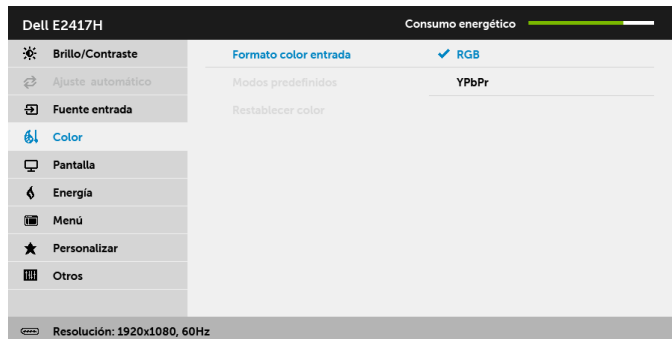 Dell E2417H
Consumo energético
Brillo/Contraste
Formato color entrada
RGB
Ajuste automático
Modos predefinidos
YPbPr
Fuente entrada
Restablecer color
Color
Pantalla
Energía
Menú
Personalizar
Otros
Resolución: 1920x1080, 60Hz